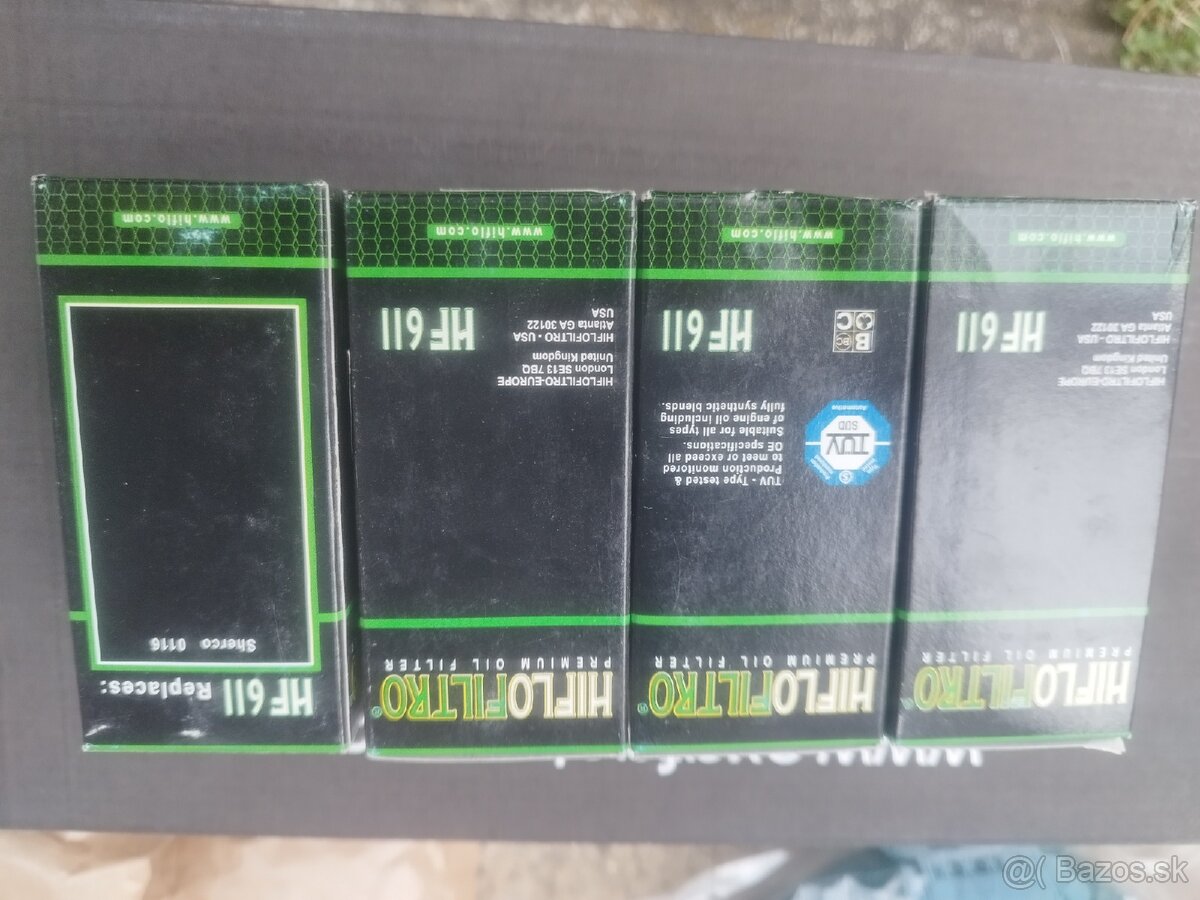 HF611 Replaces:
Sherco 0116
www.hiflo.com
HIFLOFILTRO®
PREMIUM OIL FILTER
HIFLOFILTRO-EUROPE
London SE13 7BQ
United Kingdom
HIFLOFILTRO - USA
Atlanta GA 30122
USA
HF611
www.hiflo.com
HIFLOFILTRO®
PREMIUM OIL FILTER
TÜV SÜD
Automotive
TUV - Type tested &
Production monitored
to meet or exceed all
OE specifications.
Suitable for all types
of engine oil including
fully synthetic blends.
HF611
www.hiflo.com
HIFLOFILTRO®
PREMIUM OIL FILTER
HIFLOFILTRO-EUROPE
London SE13 7BQ
United Kingdom
HIFLOFILTRO - USA
Atlanta GA 30122
USA
HF611
www.hiflo.com
@( Bazos.sk